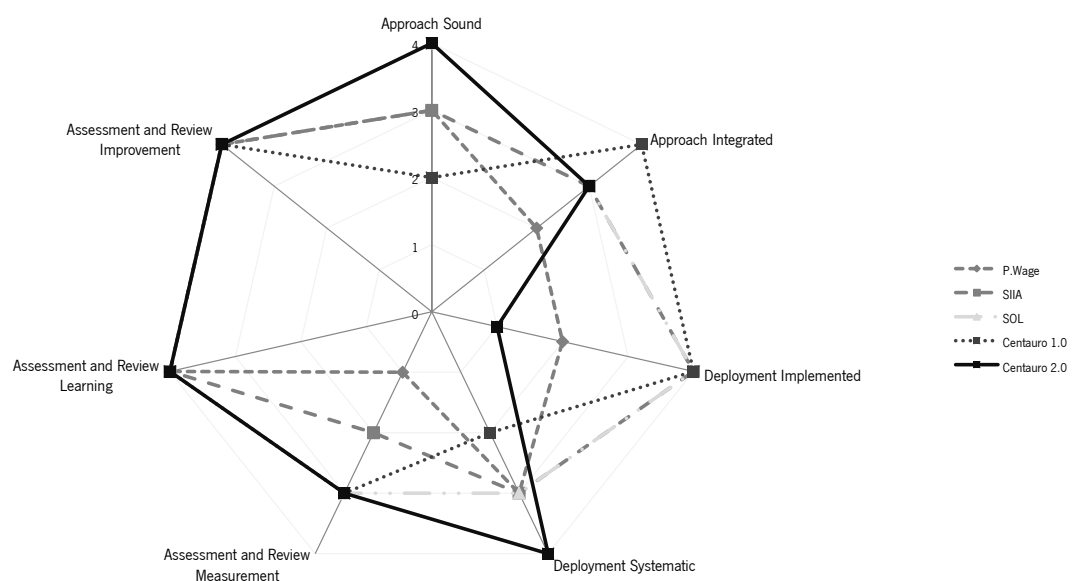 Approach Sound
4
Assessment and Review
Improvement
3
Approach Integrated
2
1
P.Wage
SIIA
0
SOL
Centauro 1.0
Assessment and Review
Learning
Centauro 2.0
Deployment Implemented
Assessment and Review
Measurement
Deployment Systematic